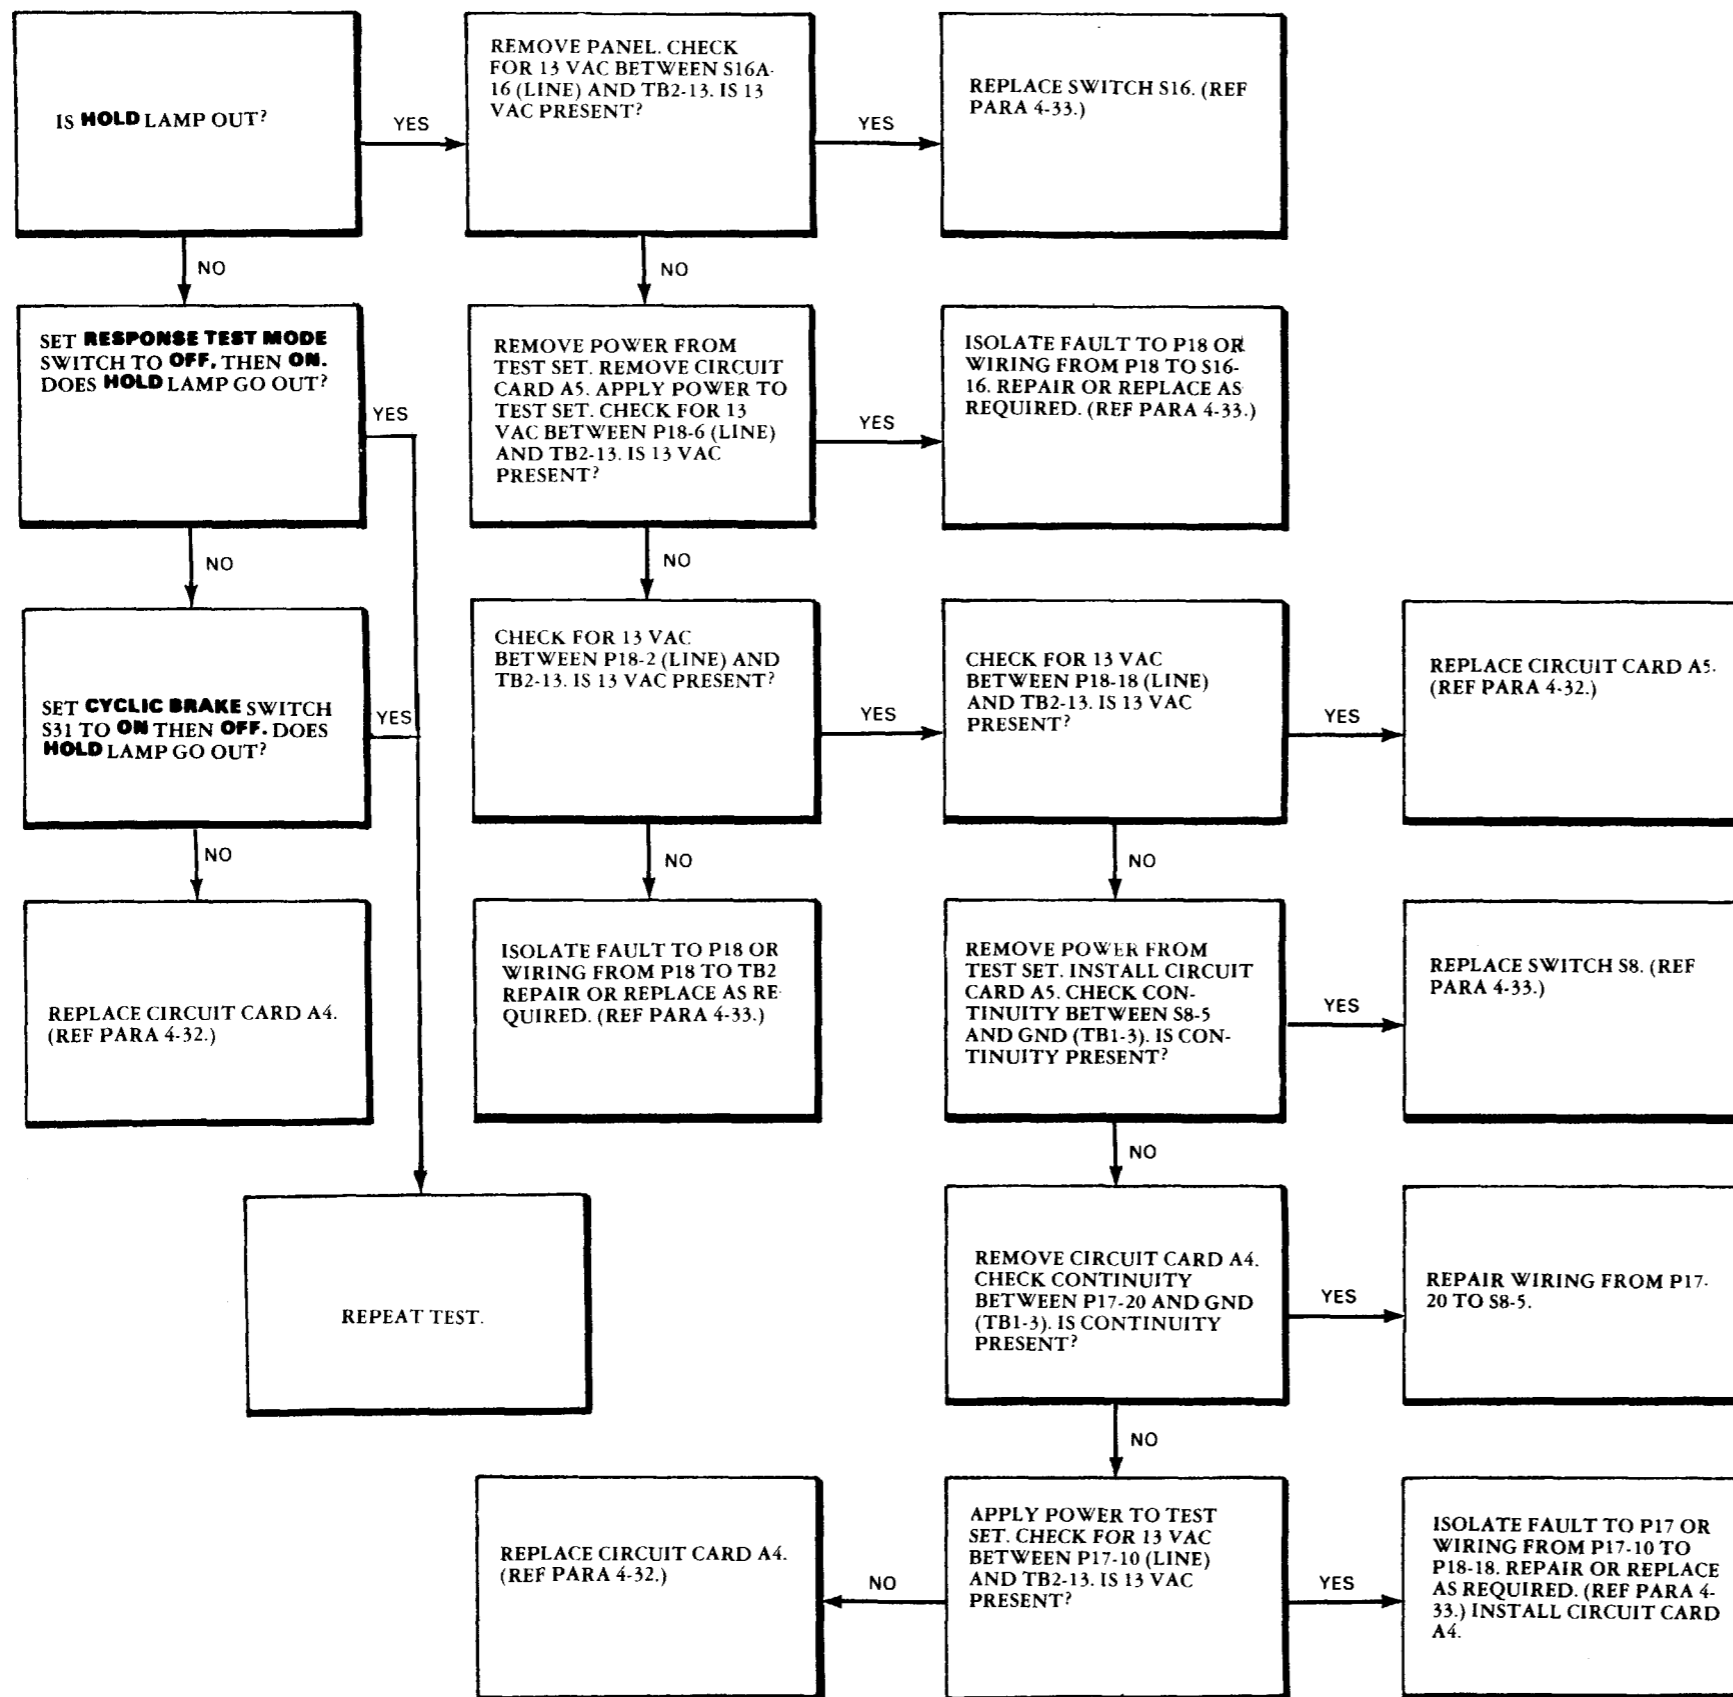 IS HOLD LAMP OUT?
YES
REMOVE PANEL. CHECK
FOR 13 VAC BETWEEN S16A-
16 (LINE) AND TB2-13. IS 13
VAC PRESENT?
YES
REPLACE SWITCH S16. (REF
PARA 4-33.)
NO
NO
SET RESPONSE TEST MODE
SWITCH TO OFF, THEN ON.
DOES HOLD LAMP GO OUT?
YES
REMOVE POWER FROM
TEST SET. REMOVE CIRCUIT
CARD A5. APPLY POWER TO
TEST SET. CHECK FOR 13
VAC BETWEEN P18-6 (LINE)
AND TB2-13. IS 13 VAC
PRESENT?
YES
ISOLATE FAULT TO P18 OR
WIRING FROM P18 TO S16-
16. REPAIR OR REPLACE AS
REQUIRED. (REF PARA 4-33.)
NO
NO
SET CYCLIC BRAKE SWITCH
S31 TO ON THEN OFF. DOES
HOLD LAMP GO OUT?
YES
CHECK FOR 13 VAC
BETWEEN P18-2 (LINE) AND
TB2-13. IS 13 VAC PRESENT?
YES
CHECK FOR 13 VAC
BETWEEN P18-18 (LINE)
AND TB2-13. IS 13 VAC
PRESENT?
YES
REPLACE CIRCUIT CARD A5.
(REF PARA 4-32.)
NO
NO
NO
REPLACE CIRCUIT CARD A4.
(REF PARA 4-32.)
ISOLATE FAULT TO P18 OR
WIRING FROM P18 TO TB2
REPAIR OR REPLACE AS RE-
QUIRED. (REF PARA 4-33.)
REMOVE POWER FROM
TEST SET. INSTALL CIRCUIT
CARD A5. CHECK CON-
TINUITY BETWEEN S8-5
AND GND (TB1-3). IS CON-
TINUITY PRESENT?
YES
REPLACE SWITCH S8. (REF
PARA 4-33.)
NO
REPEAT TEST.
REMOVE CIRCUIT CARD A4.
CHECK CONTINUITY
BETWEEN P17-20 AND GND
(TB1-3). IS CONTINUITY
PRESENT?
YES
REPAIR WIRING FROM P17-
20 TO S8-5.
NO
REPLACE CIRCUIT CARD A4.
(REF PARA 4-32.)
NO
APPLY POWER TO TEST
SET. CHECK FOR 13 VAC
BETWEEN P17-10 (LINE)
AND TB2-13. IS 13 VAC
PRESENT?
YES
ISOLATE FAULT TO P17 OR
WIRING FROM P17-10 TO
P18-18. REPAIR OR REPLACE
AS REQUIRED. (REF PARA 4-
33.) INSTALL CIRCUIT CARD
A4.